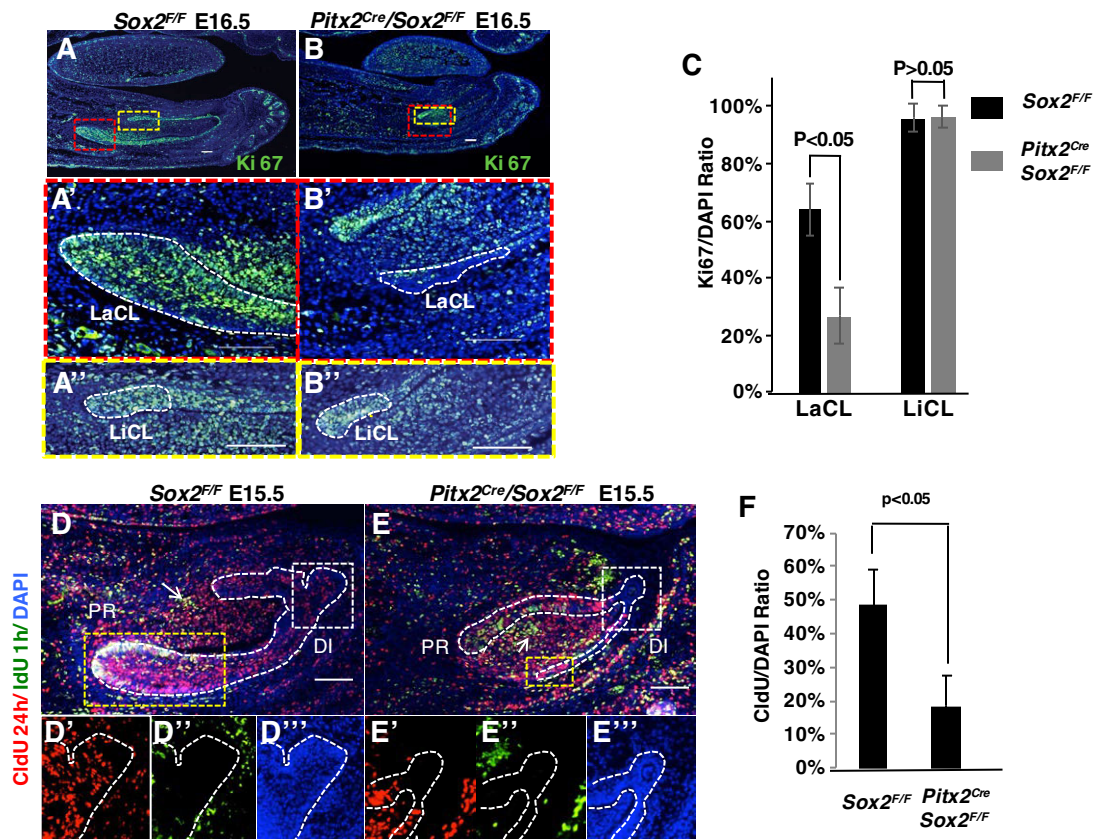 Sox2F/F E16.5
Pitx2Cre/Sox2F/F E16.5
A
Ki 67
B
Ki 67
A'
LaCL
B'
LaCL
A''
LiCL
B''
LiCL
C
P<0.05
P>0.05
Sox2F/F
Pitx2Cre
Sox2F/F
Ki67/DAPI Ratio
100%
80%
60%
40%
20%
0%
LaCL
LiCL
Sox2F/F E15.5
Pitx2Cre/Sox2F/F E15.5
CldU 24h/ IdU 1h/ DAPI
D
PR
DI
E
PR
DI
D'
D''
D'''
E'
E''
E'''
F
p<0.05
CldU/DAPI Ratio
70%
60%
50%
40%
30%
20%
10%
0%
Sox2F/F
Pitx2Cre
Sox2F/F